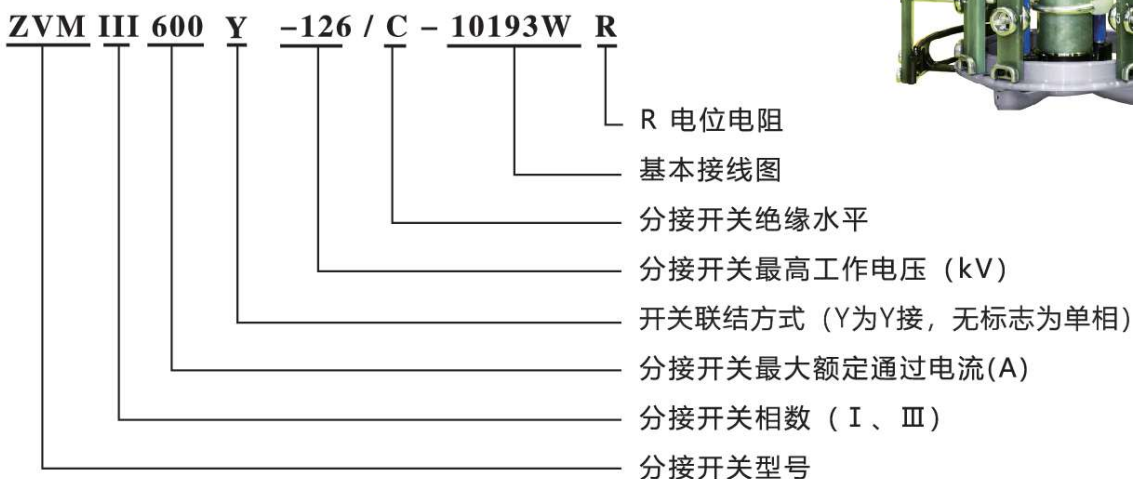 ZVM III 600 Y -126 / C - 10193W R
R 电位电阻
基本接线图
分接开关绝缘水平
分接开关最高工作电压（kV）
开关联结方式（Y为Y接，无标志为单相）
分接开关最大额定通过电流(A)
分接开关相数（Ⅰ、Ⅲ）
分接开关型号